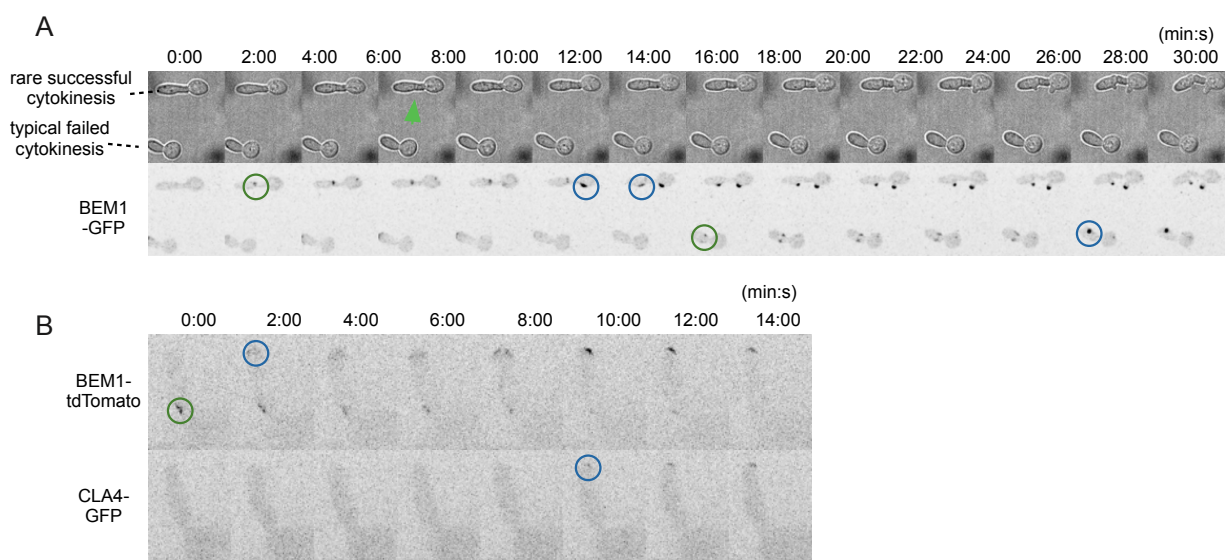 A
(min:s)
0:00 2:00 4:00 6:00 8:00 10:00 12:00 14:00 16:00 18:00 20:00 22:00 24:00 26:00 28:00 30:00
rare successful
cytokinesis
typical failed
cytokinesis
BEM1
-GFP
B
(min:s)
0:00 2:00 4:00 6:00 8:00 10:00 12:00 14:00
BEM1-
tdTomato
CLA4-
GFP